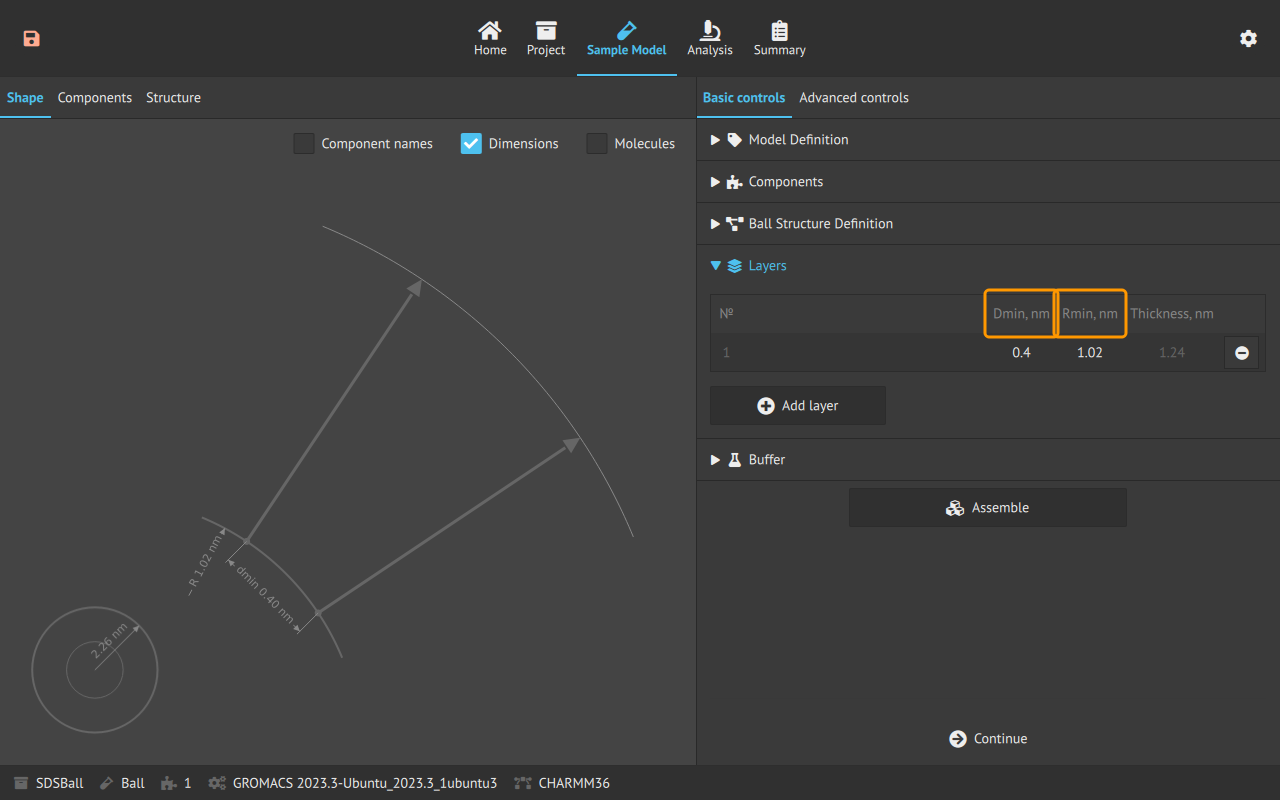 Home Project Sample Model Analysis Summary
Shape Components Structure
Basic controls Advanced controls
Component names Dimensions Molecules
Model Definition
Components
Ball Structure Definition
Layers
№ Dmin, nm Rmin, nm Thickness, nm
1 0.4 1.02 1.24
Add layer
Buffer
Assemble
~ R 1.02 nm
dmin 0.40 nm
2.26 nm
Continue
SDSBall Ball 1 GROMACS 2023.3-Ubuntu_2023.3_1ubuntu3 CHARMM36